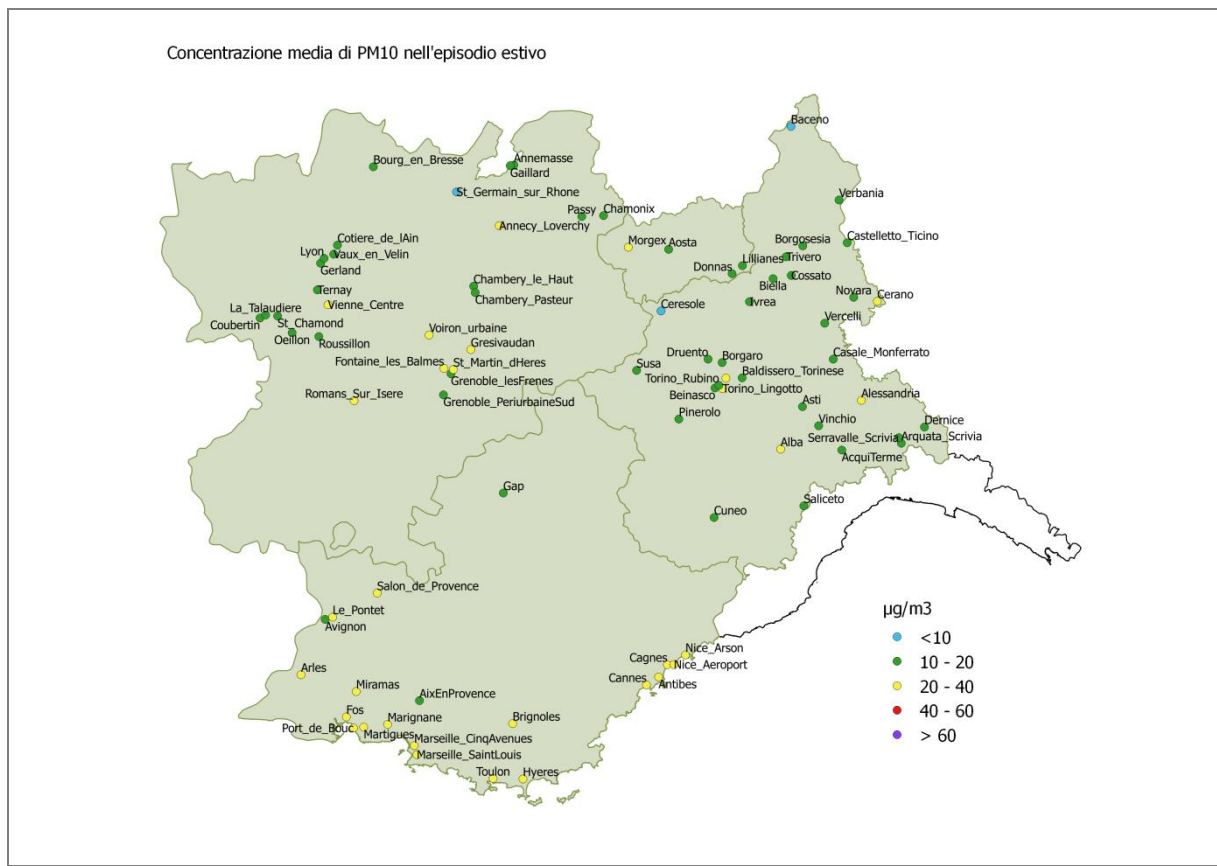 Concentrazione media di PM10 nell'episodio estivo
Baceno
Bourg_en_Bresse
Annemasse
Gaillard
St_Germain_sur_Rhone
Verbania
Passy
Chamonix
Annecy_Loverchy
Cotiere_de_lAin
Lyon
Vaux_en_Velin
Gerland
Morgex
Aosta
Borgosesia
Castelletto_Ticino
Lillianes
Trivero
Donnas
Cossato
Biella
Chambery_le_Haut
Chambery_Pasteur
Ternay
Vienne_Centre
Ceresole
Ivrea
Novara
Cerano
La_Talaudiere
Coubertin
St_Chamond
Oeillon
Roussillon
Vercelli
Voiron_urbaine
Gresivaudan
Fontaine_les_Balmes
St_Martin_dHeres
Grenoble_lesFrenes
Grenoble_PeriurbaineSud
Romans_Sur_Isere
Susa
Druento
Borgaro
Casale_Monferrato
Torino_Rubino
Baldissero_Torinese
Beinasco
Torino_Lingotto
Pinerolo
Asti
Alessandria
Vinchio
Dernice
Serravalle_Scrivia
Arquata_Scrivia
Alba
AcquiTerme
Gap
Cuneo
Saliceto
Salon_de_Provence
Le_Pontet
Avignon
Arles
Miramas
AixEnProvence
Nice_Arson
Cagnes
Nice_Aeroport
Cannes
Antibes
Fos
Port_de_Bouc
Martigues
Marignane
Brignoles
Marseille_CinqAvenues
Marseille_SaintLouis
Toulon
Hyeres
µg/m3
<10
10 - 20
20 - 40
40 - 60
> 60